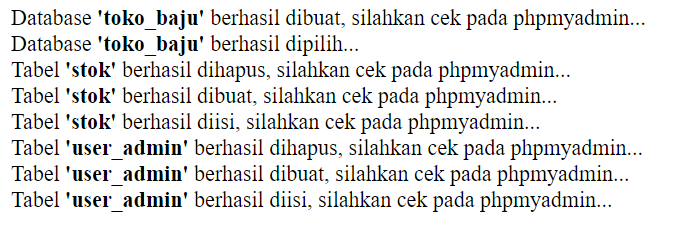 Database 'toko_baju' berhasil dibuat, silahkan cek pada phpmyadmin...
Database 'toko_baju' berhasil dipilih...
Tabel 'stok' berhasil dihapus, silahkan cek pada phpmyadmin...
Tabel 'stok' berhasil dibuat, silahkan cek pada phpmyadmin...
Tabel 'stok' berhasil diisi, silahkan cek pada phpmyadmin...
Tabel 'user_admin' berhasil dihapus, silahkan cek pada phpmyadmin...
Tabel 'user_admin' berhasil dibuat, silahkan cek pada phpmyadmin...
Tabel 'user_admin' berhasil diisi, silahkan cek pada phpmyadmin...